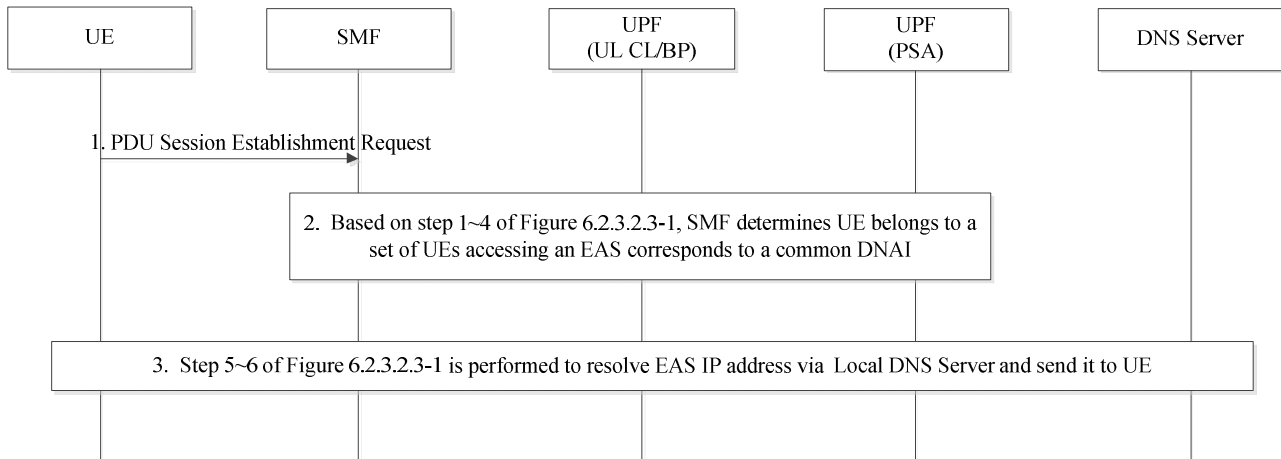 UE
SMF
UPF
(UL CL/BP)
UPF
(PSA)
DNS Server
1. PDU Session Establishment Request
2. Based on step 1~4 of Figure 6.2.3.2.3-1, SMF determines UE belongs to a
set of UEs accessing an EAS corresponds to a common DNAI
3. Step 5~6 of Figure 6.2.3.2.3-1 is performed to resolve EAS IP address via Local DNS Server and send it to UE